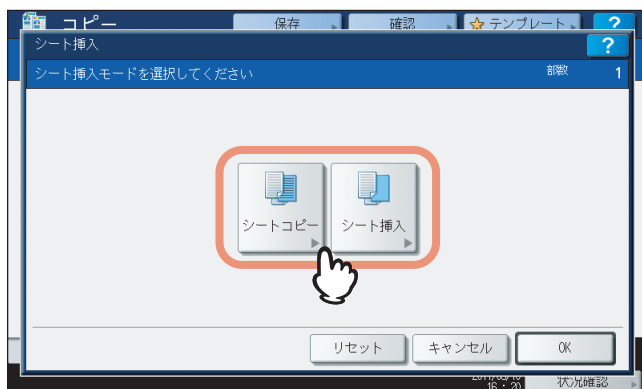 コピー 保存 確認 テンプレート ?
シート挿入 ?
シート挿入モードを選択してください 部数 1
シートコピー シート挿入
リセット キャンセル OK
16:20 状況確認